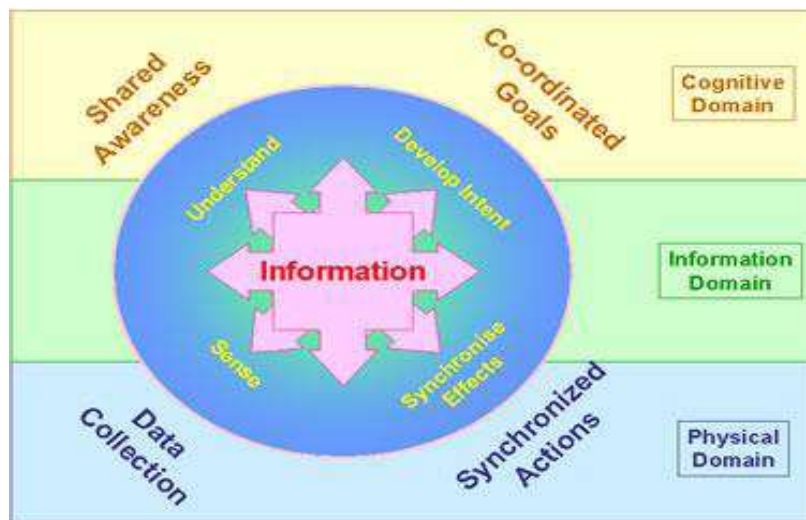 Shared
Awareness
Co-ordinated
Goals
Cognitive
Domain
Understand
Develop Intent
Information
Information
Domain
Sense
Synchronise
Effects
Data
Collection
Synchronized
Actions
Physical
Domain